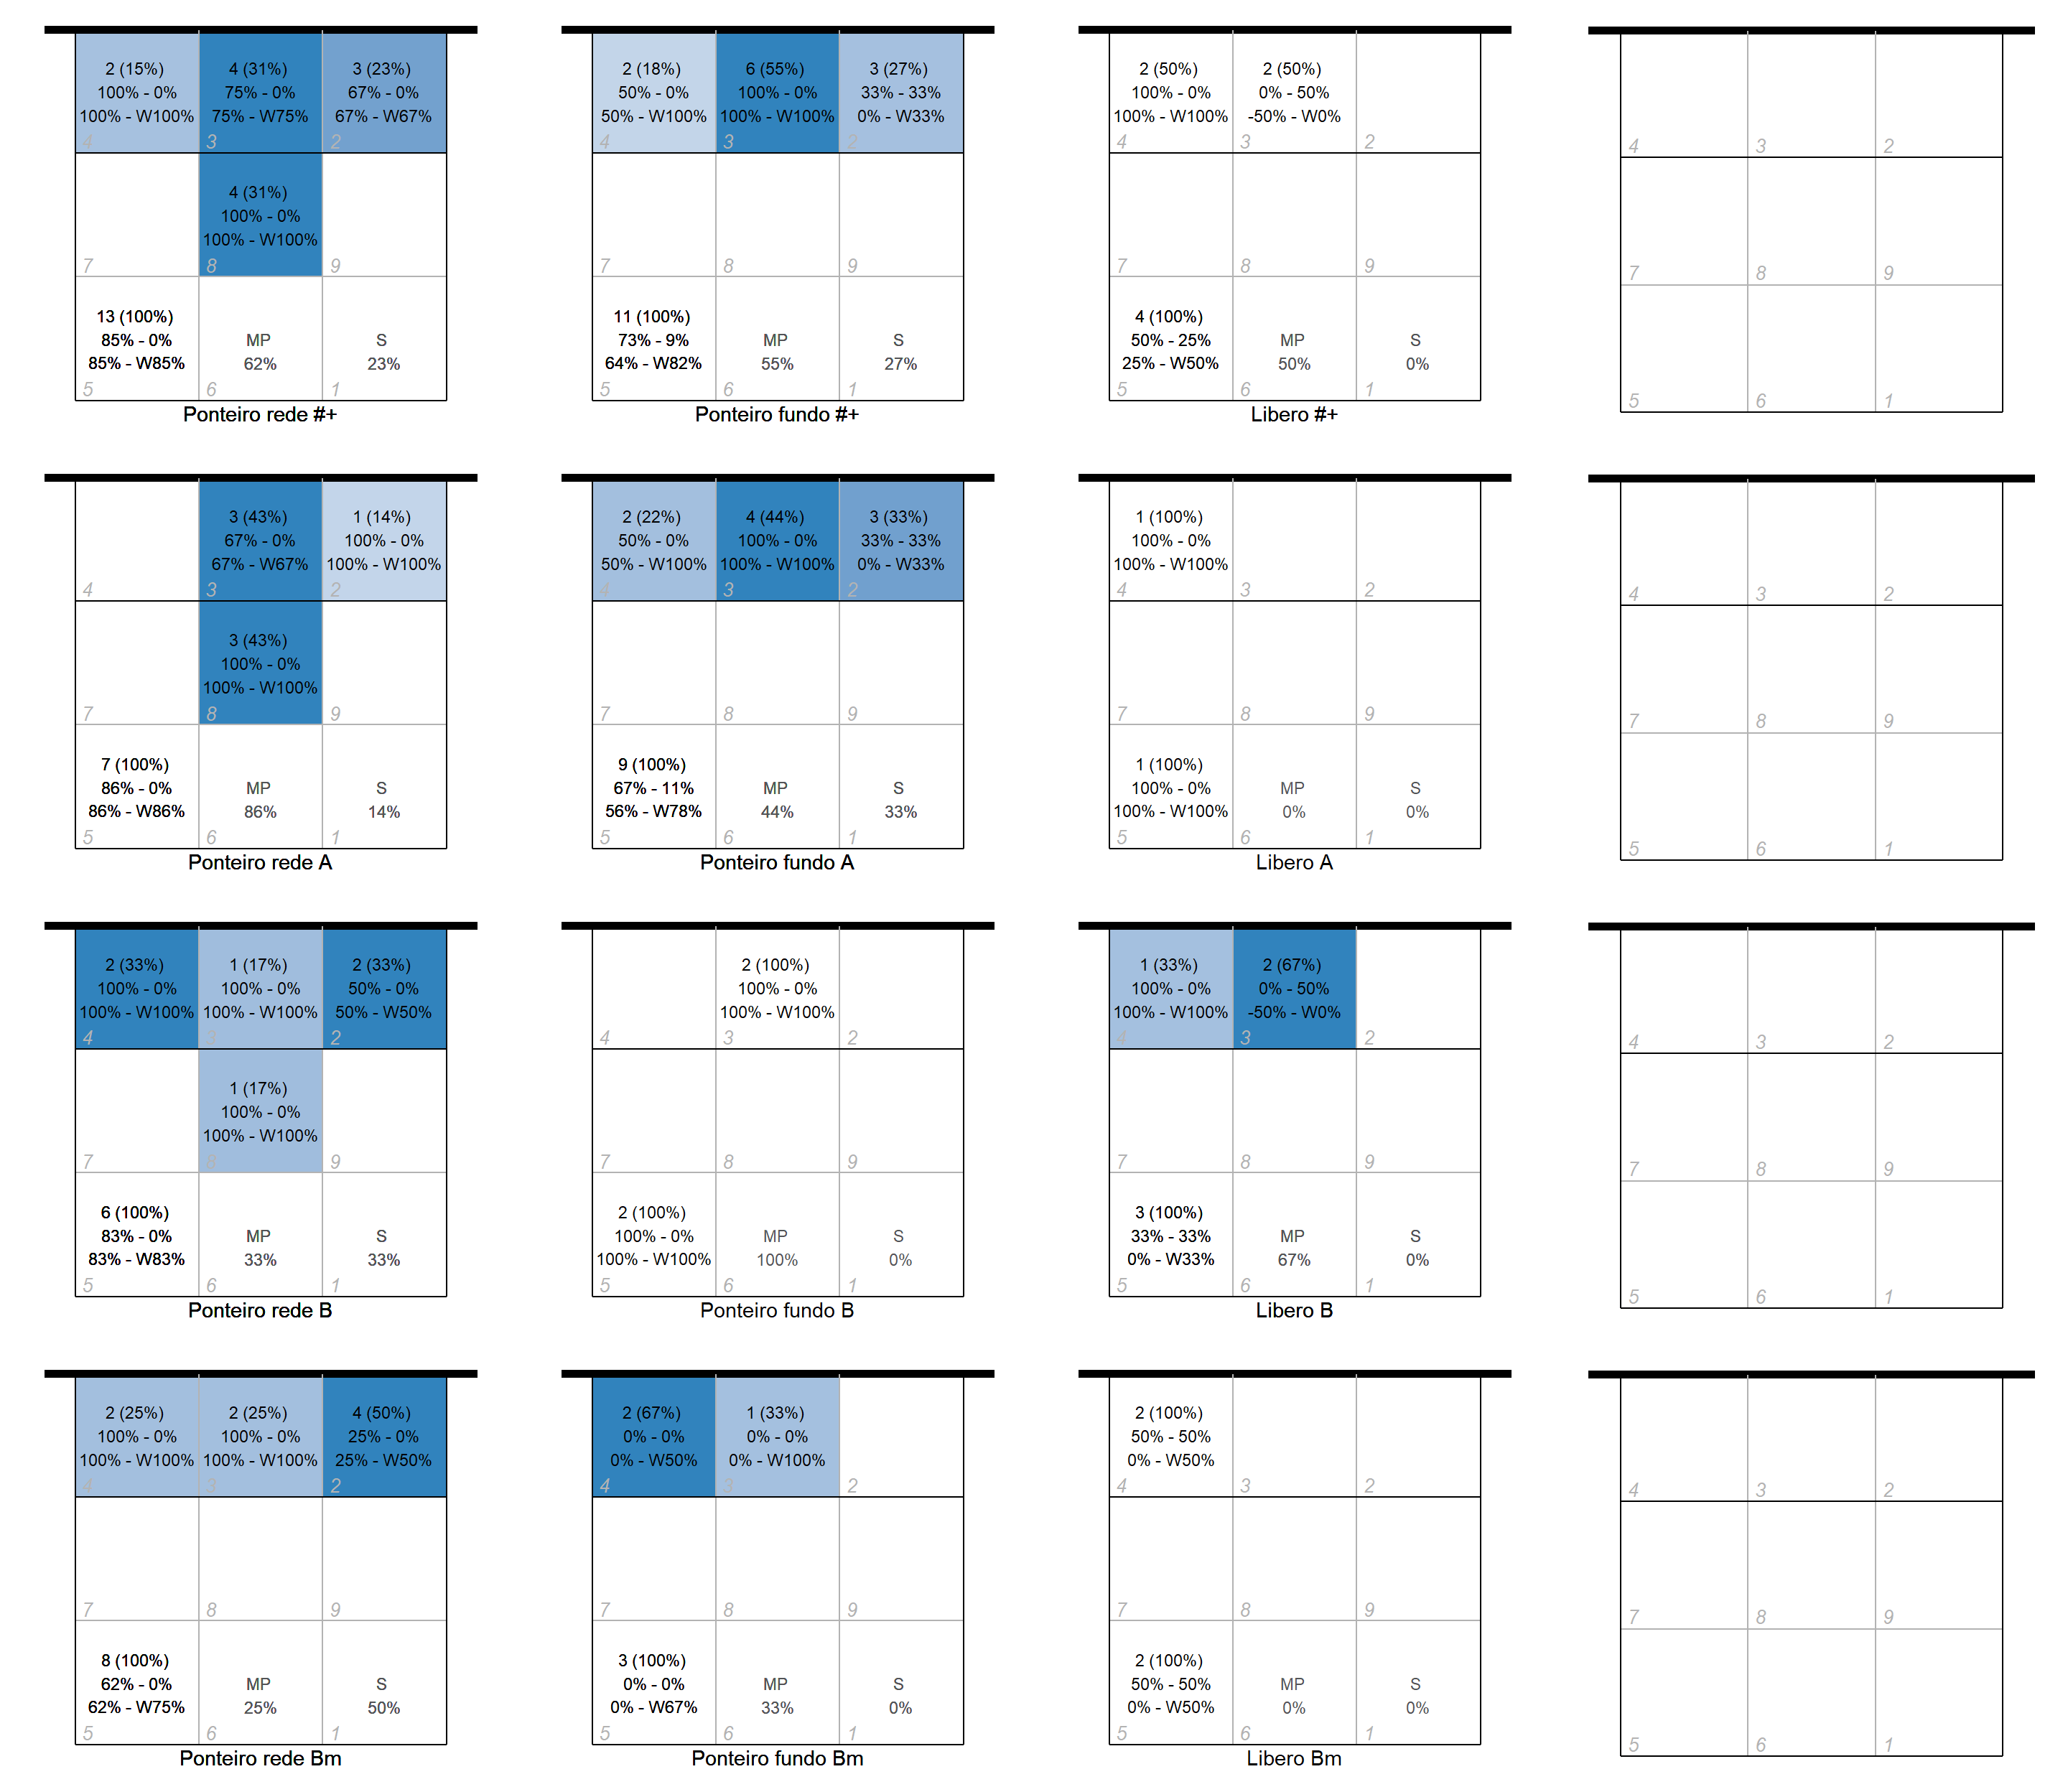 2 (15%)
100% - 0%
100% - W100%
4
4 (31%)
75% - 0%
75% - W75%
3
3 (23%)
67% - 0%
67% - W67%
2
7
4 (31%)
100% - 0%
100% - W100%
8
9
13 (100%)
85% - 0%
85% - W85%
5
MP
62%
6
S
23%
1
Ponteiro rede #+
2 (18%)
50% - 0%
50% - W100%
4
6 (55%)
100% - 0%
100% - W100%
3
3 (27%)
33% - 33%
0% - W33%
2
7
8
9
11 (100%)
73% - 9%
64% - W82%
5
MP
55%
6
S
27%
1
Ponteiro fundo #+
2 (50%)
100% - 0%
100% - W100%
4
2 (50%)
0% - 50%
-50% - W0%
3
2
7
8
9
4 (100%)
50% - 25%
25% - W50%
5
MP
50%
6
S
0%
1
Libero #+
4
3
2
7
8
9
5
6
1
4
3 (43%)
67% - 0%
67% - W67%
3
1 (14%)
100% - 0%
100% - W100%
2
7
3 (43%)
100% - 0%
100% - W100%
8
9
7 (100%)
86% - 0%
86% - W86%
5
MP
86%
6
S
14%
1
Ponteiro rede A
2 (22%)
50% - 0%
50% - W100%
4
4 (44%)
100% - 0%
100% - W100%
3
3 (33%)
33% - 33%
0% - W33%
2
7
8
9
9 (100%)
67% - 11%
56% - W78%
5
MP
44%
6
S
33%
1
Ponteiro fundo A
1 (100%)
100% - 0%
100% - W100%
4
3
2
7
8
9
1 (100%)
100% - 0%
100% - W100%
5
MP
0%
6
S
0%
1
Libero A
4
3
2
7
8
9
5
6
1
2 (33%)
100% - 0%
100% - W100%
4
1 (17%)
100% - 0%
100% - W100%
3
2 (33%)
50% - 0%
50% - W50%
2
7
1 (17%)
100% - 0%
100% - W100%
8
9
6 (100%)
83% - 0%
83% - W83%
5
MP
33%
6
S
33%
1
Ponteiro rede B
4
2 (100%)
100% - 0%
100% - W100%
3
2
7
8
9
2 (100%)
100% - 0%
100% - W100%
5
MP
100%
6
S
0%
1
Ponteiro fundo B
1 (33%)
100% - 0%
100% - W100%
4
2 (67%)
0% - 50%
-50% - W0%
3
2
7
8
9
3 (100%)
33% - 33%
0% - W33%
5
MP
67%
6
S
0%
1
Libero B
4
3
2
7
8
9
5
6
1
2 (25%)
100% - 0%
100% - W100%
4
2 (25%)
100% - 0%
100% - W100%
3
4 (50%)
25% - 0%
25% - W50%
2
7
8
9
8 (100%)
62% - 0%
62% - W75%
5
MP
25%
6
S
50%
1
Ponteiro rede Bm
2 (67%)
0% - 0%
0% - W50%
4
1 (33%)
0% - 0%
0% - W100%
3
2
7
8
9
3 (100%)
0% - 0%
0% - W67%
5
MP
33%
6
S
0%
1
Ponteiro fundo Bm
2 (100%)
50% - 50%
0% - W50%
4
3
2
7
8
9
2 (100%)
50% - 50%
0% - W50%
5
MP
0%
6
S
0%
1
Libero Bm
4
3
2
7
8
9
5
6
1